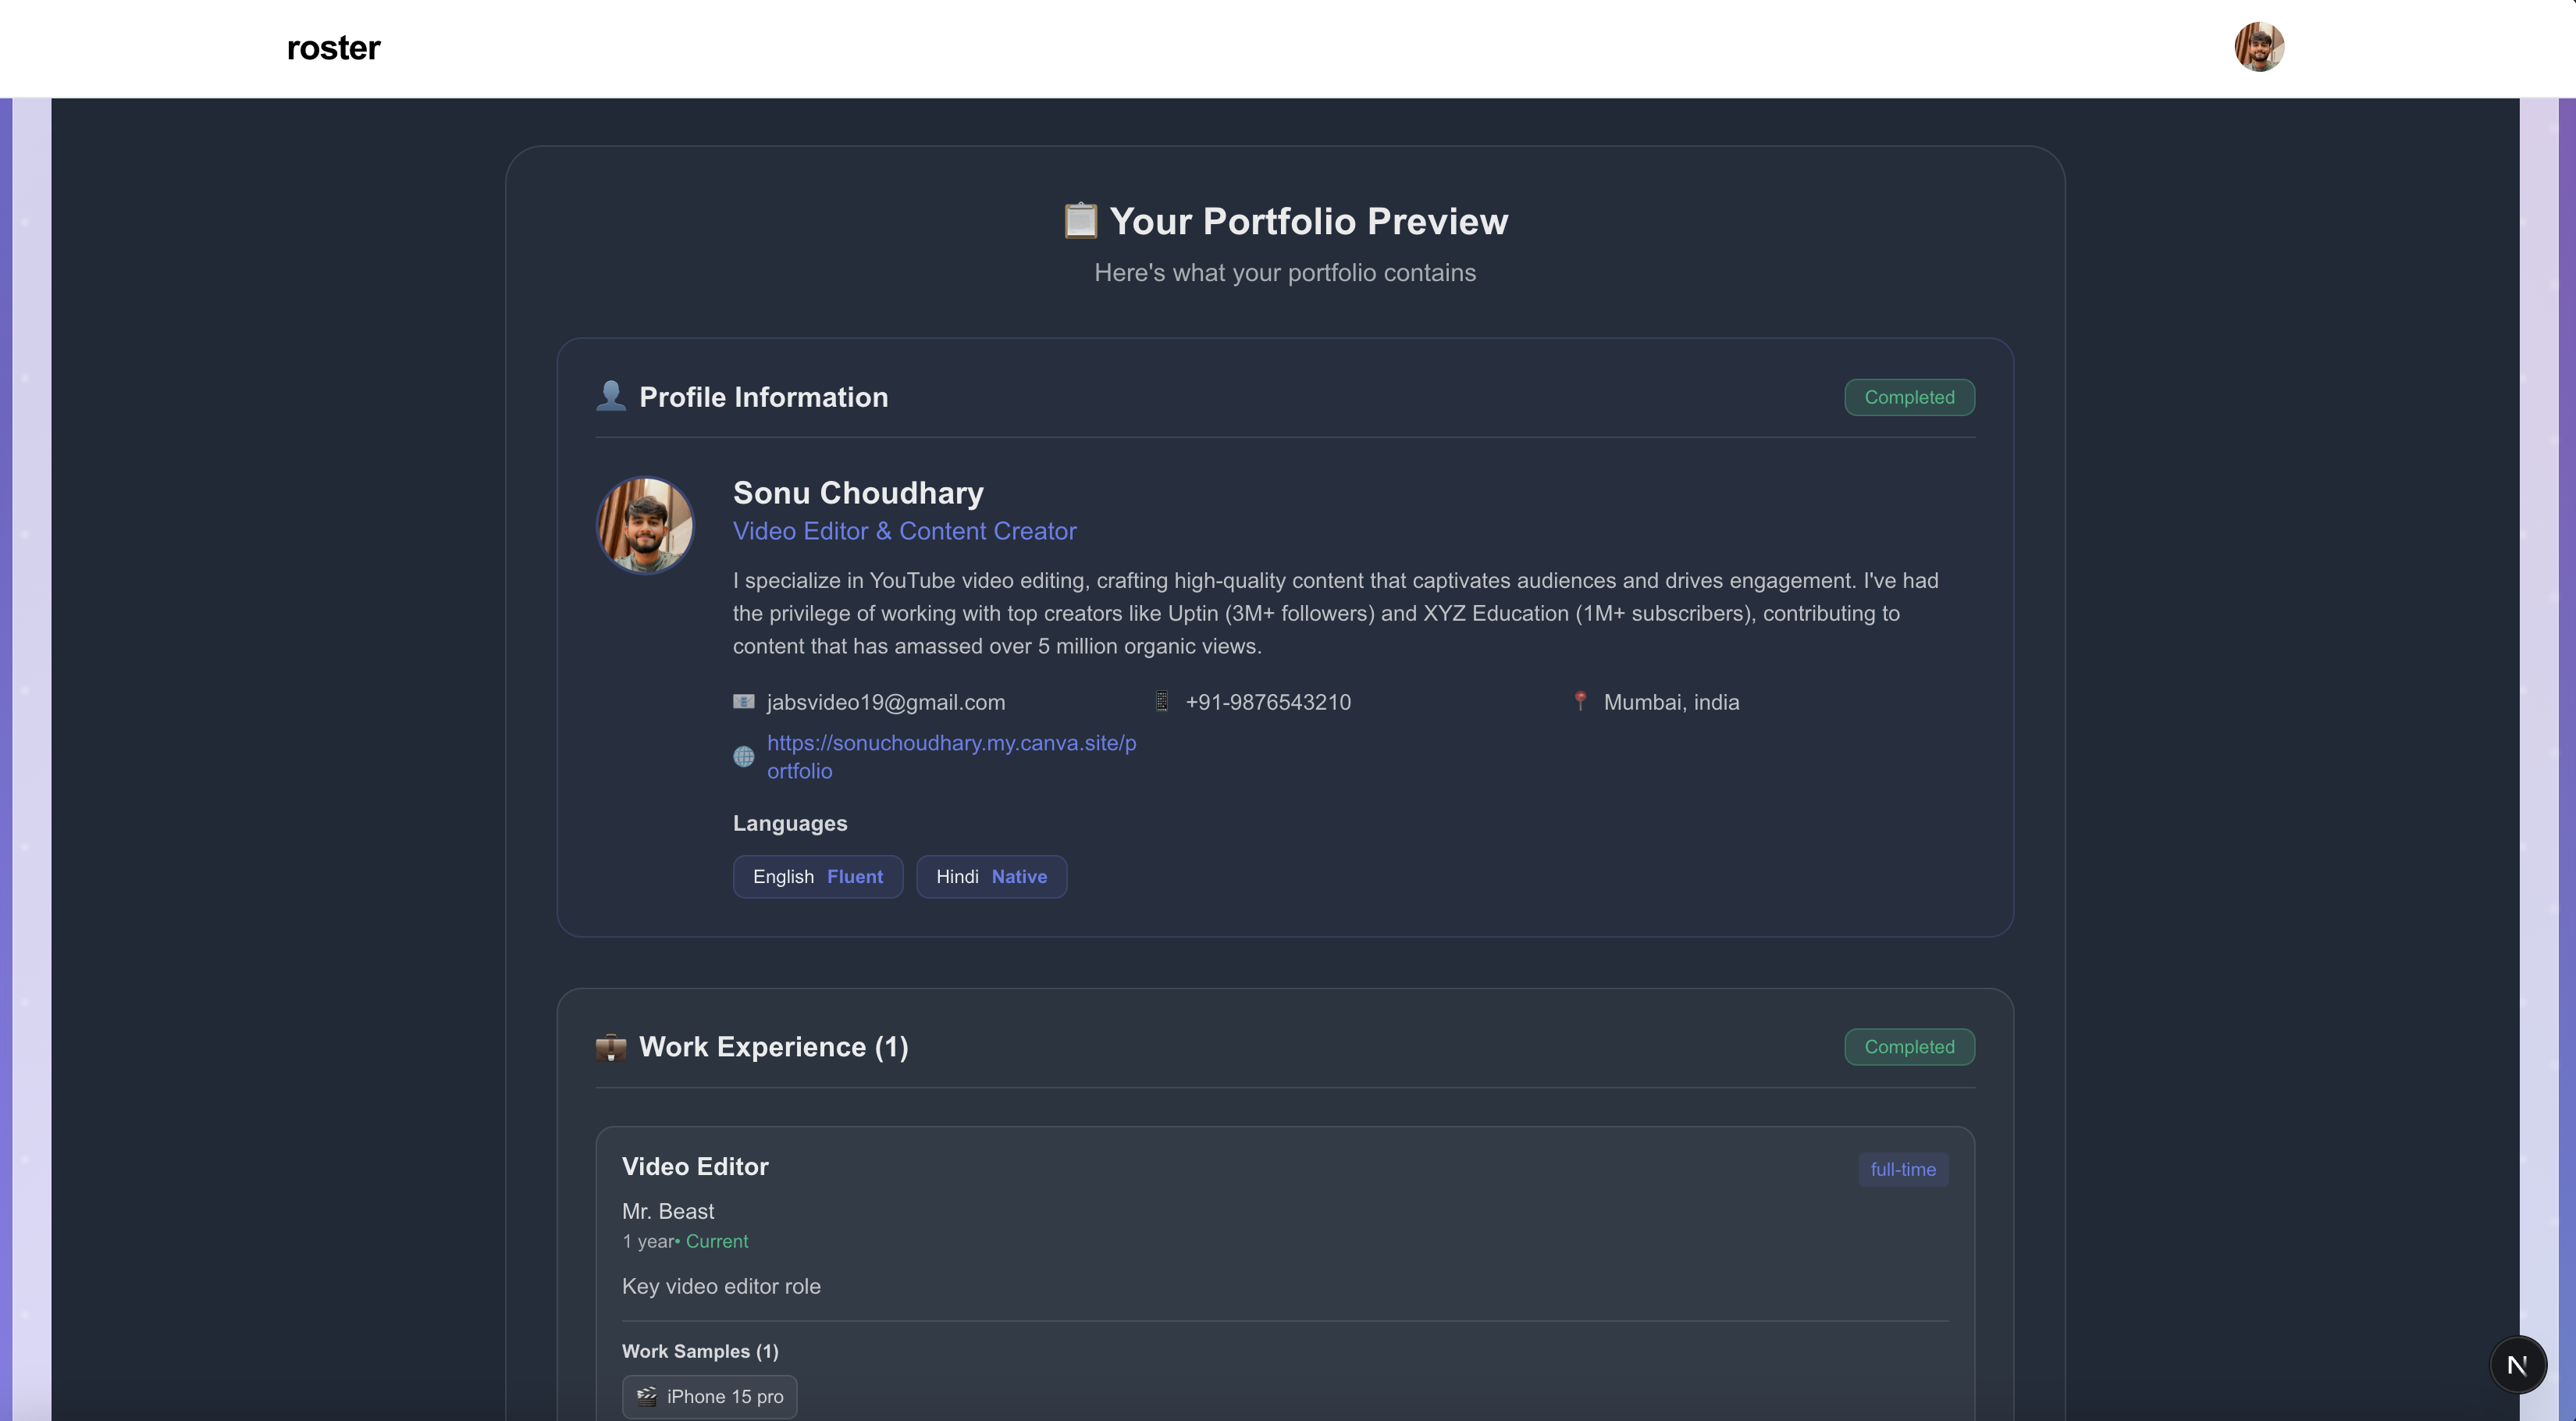 roster
Your Portfolio Preview
Here's what your portfolio contains
Profile Information
Completed
Sonu Choudhary
Video Editor & Content Creator
I specialize in YouTube video editing, crafting high-quality content that captivates audiences and drives engagement. I've had
the privilege of working with top creators like Uptin (3M+ followers) and XYZ Education (1M+ subscribers), contributing to
content that has amassed over 5 million organic views.
jabsvideo19@gmail.com
+91-9876543210
Mumbai, india
https://sonuchoudhary.my.canva.site/p
ortfolio
Languages
English Fluent
Hindi Native
Work Experience (1)
Completed
Video Editor
full-time
Mr. Beast
1 year• Current
Key video editor role
Work Samples (1)
iPhone 15 pro
N